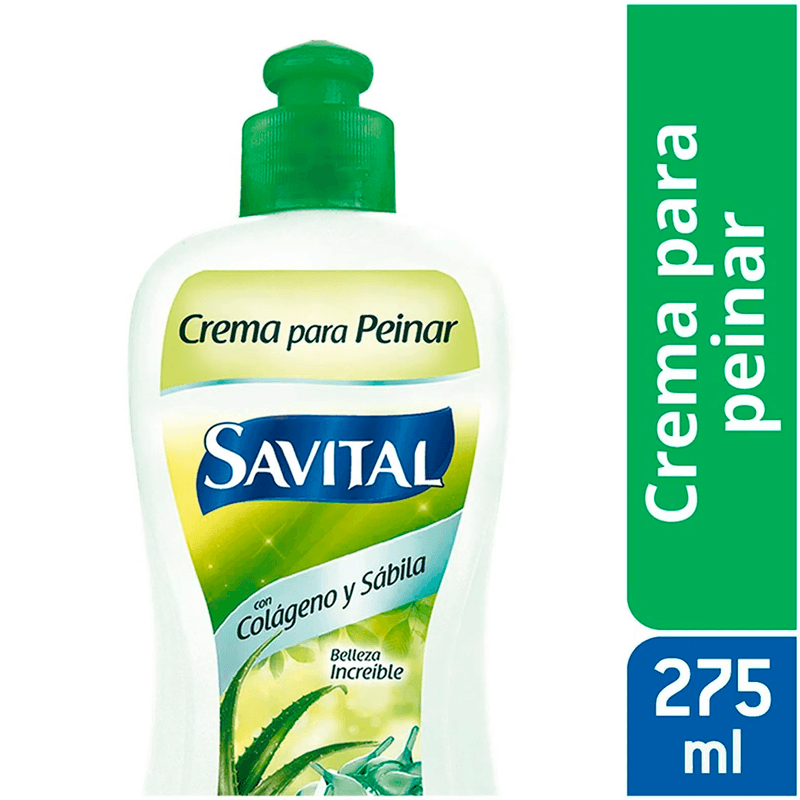 Crema para Peinar
SAVITAL
con
Colágeno y Sábila
Belleza
Increíble
Crema para
peinar
275
ml